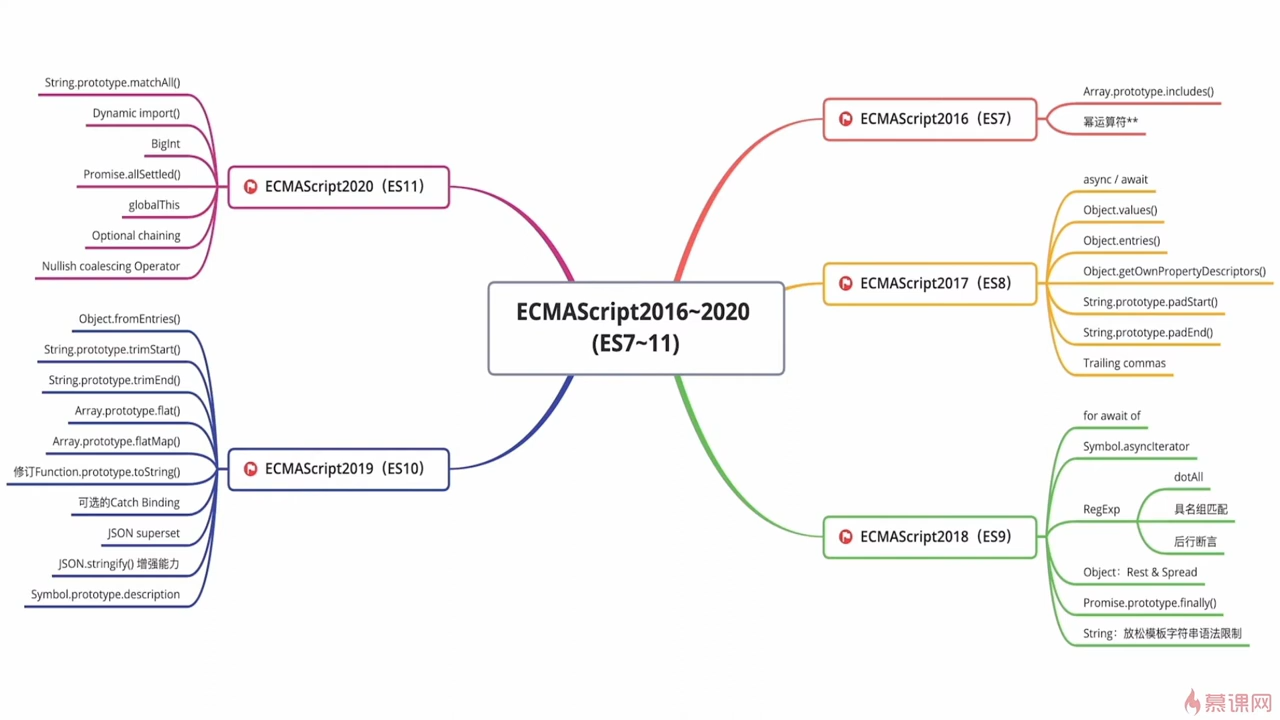 ECMAScript2016~2020
(ES7~11)
ECMAScript2016（ES7）
Array.prototype.includes()
幂运算符**
ECMAScript2017（ES8）
async / await
Object.values()
Object.entries()
Object.getOwnPropertyDescriptors()
String.prototype.padStart()
String.prototype.padEnd()
Trailing commas
ECMAScript2018（ES9）
for await of
Symbol.asyncIterator
RegExp
dotAll
具名组匹配
后行断言
Object：Rest & Spread
Promise.prototype.finally()
String：放松模板字符串语法限制
ECMAScript2020（ES11）
String.prototype.matchAll()
Dynamic import()
BigInt
Promise.allSettled()
globalThis
Optional chaining
Nullish coalescing Operator
ECMAScript2019（ES10）
Object.fromEntries()
String.prototype.trimStart()
String.prototype.trimEnd()
Array.prototype.flat()
Array.prototype.flatMap()
修订Function.prototype.toString()
可选的Catch Binding
JSON superset
JSON.stringify() 增强能力
Symbol.prototype.description
慕课网